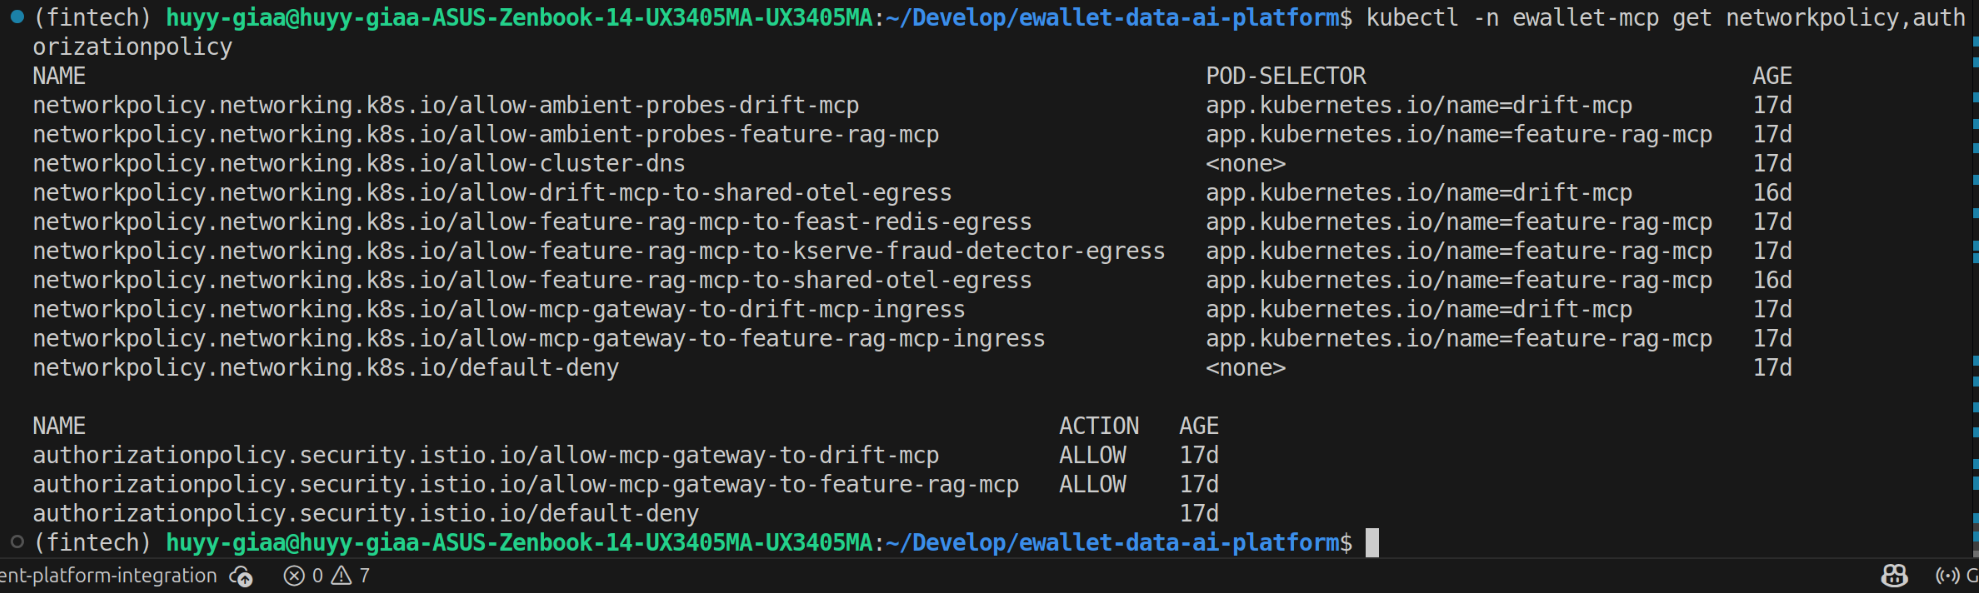 (fintech) huyy-giaa@huyy-giaa-ASUS-Zenbook-14-UX3405MA-UX3405MA:~/Develop/ewallet-data-ai-platform$ kubectl -n ewallet-mcp get networkpolicy,auth
orizationpolicy
NAME POD-SELECTOR AGE
networkpolicy.networking.k8s.io/allow-ambient-probes-drift-mcp app.kubernetes.io/name=drift-mcp 17d
networkpolicy.networking.k8s.io/allow-ambient-probes-feature-rag-mcp app.kubernetes.io/name=feature-rag-mcp 17d
networkpolicy.networking.k8s.io/allow-cluster-dns <none> 17d
networkpolicy.networking.k8s.io/allow-drift-mcp-to-shared-otel-egress app.kubernetes.io/name=drift-mcp 16d
networkpolicy.networking.k8s.io/allow-feature-rag-mcp-to-feast-redis-egress app.kubernetes.io/name=feature-rag-mcp 17d
networkpolicy.networking.k8s.io/allow-feature-rag-mcp-to-kserve-fraud-detector-egress app.kubernetes.io/name=feature-rag-mcp 17d
networkpolicy.networking.k8s.io/allow-feature-rag-mcp-to-shared-otel-egress app.kubernetes.io/name=feature-rag-mcp 16d
networkpolicy.networking.k8s.io/allow-mcp-gateway-to-drift-mcp-ingress app.kubernetes.io/name=drift-mcp 17d
networkpolicy.networking.k8s.io/allow-mcp-gateway-to-feature-rag-mcp-ingress app.kubernetes.io/name=feature-rag-mcp 17d
networkpolicy.networking.k8s.io/default-deny <none> 17d
NAME ACTION AGE
authorizationpolicy.security.istio.io/allow-mcp-gateway-to-drift-mcp ALLOW 17d
authorizationpolicy.security.istio.io/allow-mcp-gateway-to-feature-rag-mcp ALLOW 17d
authorizationpolicy.security.istio.io/default-deny 17d
(fintech) huyy-giaa@huyy-giaa-ASUS-Zenbook-14-UX3405MA-UX3405MA:~/Develop/ewallet-data-ai-platform$
ent-platform-integration 0 7 G